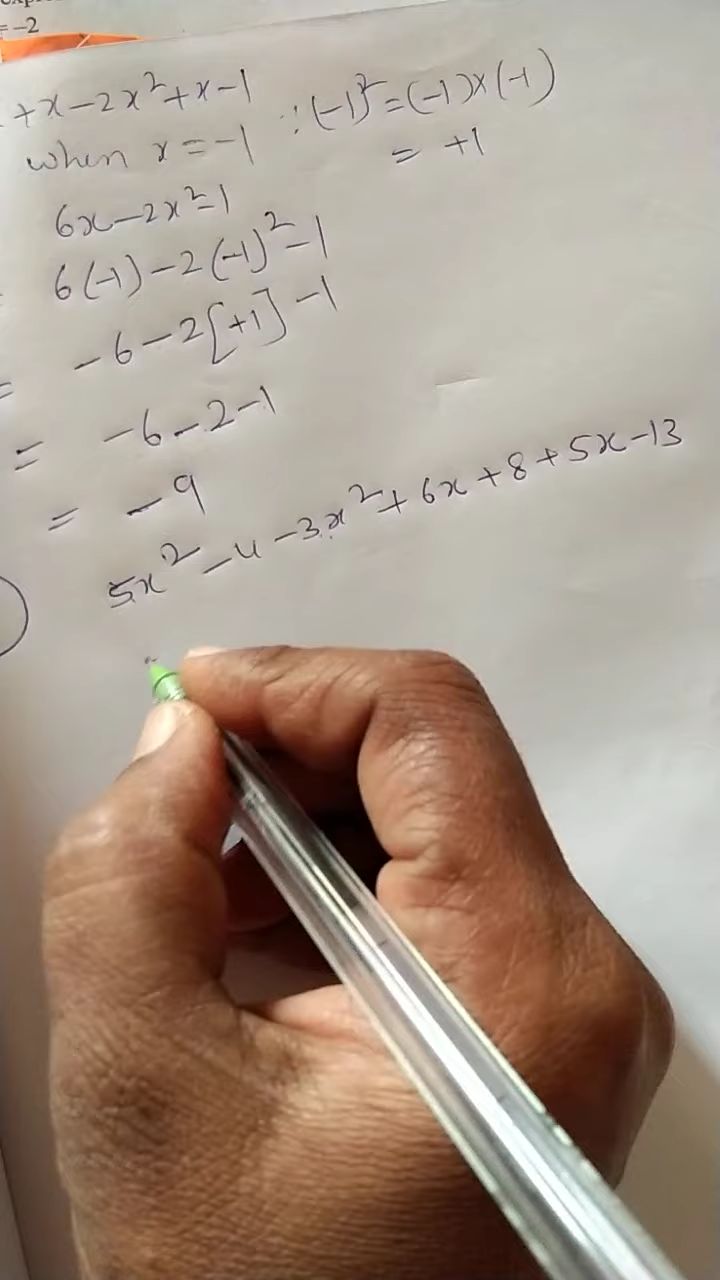 =-2
+x-2x²+x-1
when x=-1 ∴(-1)²=(-1)×(-1)
= +1
6x-2x²-1
6(-1)-2(-1)²-1
= -6-2[+1]-1
= -6-2-1
= -9
5x²-4-3x²+6x+8+5x-13